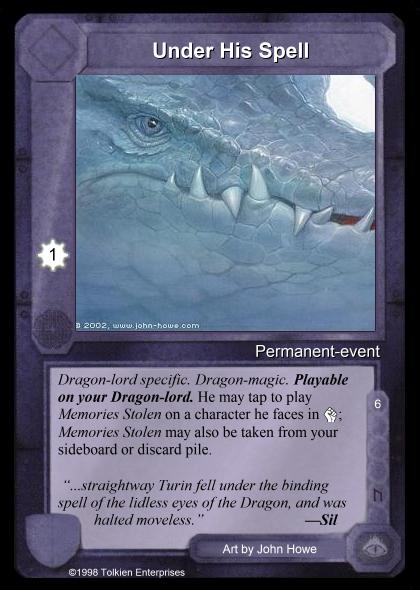 Under His Spell
1
® 2002, www.john-howe.com
Permanent-event
Dragon-lord specific. Dragon-magic. Playable
on your Dragon-lord. He may tap to play
Memories Stolen on a character he faces in ;
Memories Stolen may also be taken from your
sideboard or discard pile.
6
“...straightway Turin fell under the binding
spell of the lidless eyes of the Dragon, and was
halted moveless.” —Sil
Art by John Howe
©1998 Tolkien Enterprises